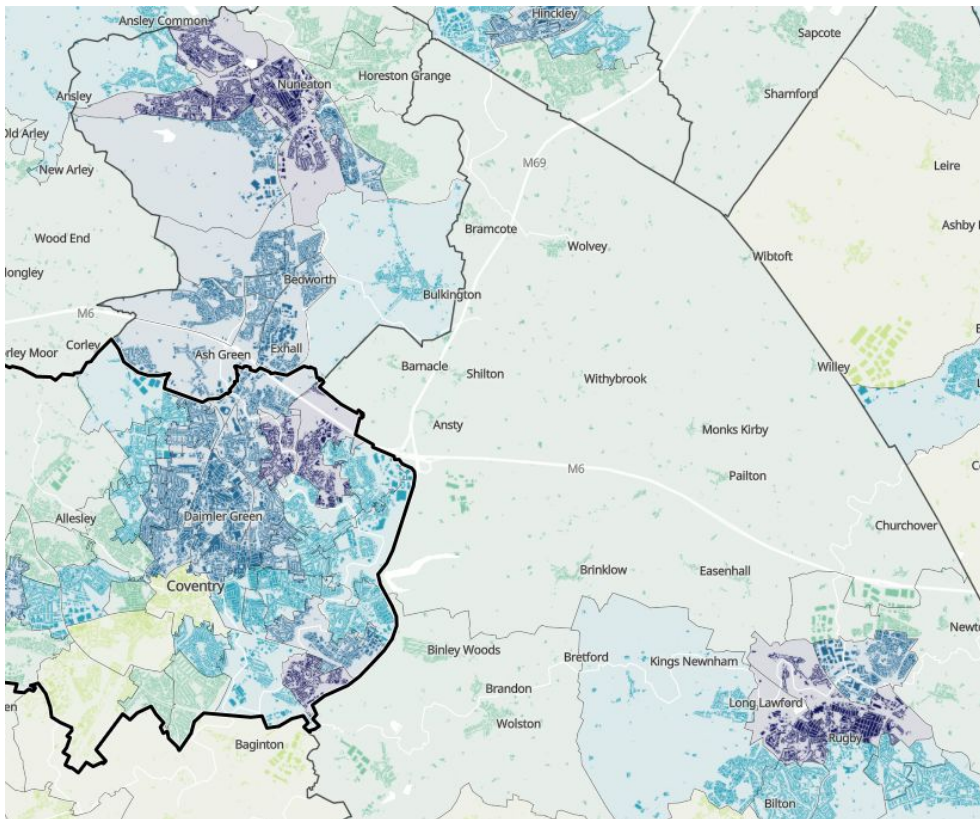 Ansley Common
Hinckley
Sapcote
Nuneaton
Horeston Grange
Ansley
Sharnford
Old Arley
M69
New Arley
Leire
Bramcote
Ashby
Wood End
Wolvey
Wibtoft
Bedworth
Bulkington
M6
Corley
Ash Green
Exhall
Barnacle
Shilton
Withybrook
Willey
Ansty
Monks Kirby
M6
Pailton
Allesley
Daimler Green
Churchover
Coventry
Brinklow
Easenhall
Binley Woods
Bretford
Kings Newnham
Brandon
Long Lawford
Wolston
Rugby
Baginton
Bilton